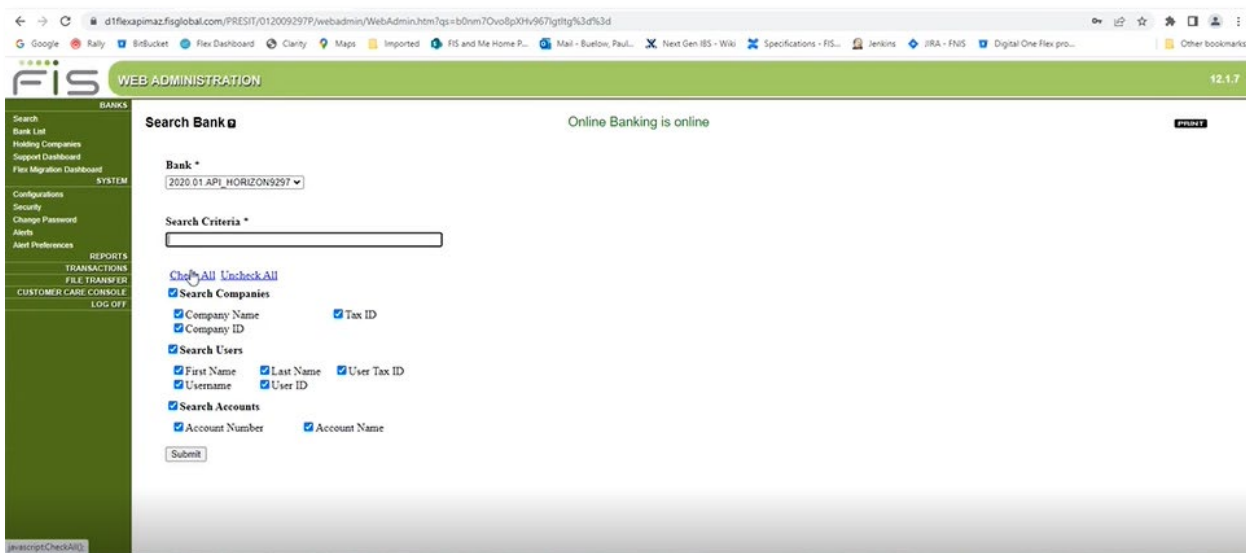 d1flexapimaz.fisglobal.com/PRESIT/012009297P/webadmin/WebAdmin.htm?qs=b0nm7Ovo8pXHv967lgtltg%3d%3d
Google Rally BitBucket Flex Dashboard Clarity Maps Imported FIS and Me Home P... Mail - Buelow, Paul... Next Gen IBS - Wiki Specifications - FIS... Jenkins JIRA - FNIS Digital One Flex pro... Other bookmarks
FIS WEB ADMINISTRATION 12.1.7
BANKS
Search
Bank List
Holding Companies
Support Dashboard
Flex Migration Dashboard
SYSTEM
Configurations
Security
Change Password
Alerts
Alert Preferences
REPORTS
TRANSACTIONS
FILE TRANSFER
CUSTOMER CARE CONSOLE
LOG OFF
Search Bank ? Online Banking is online PRINT
Bank *
2020.01.API_HORIZON9297
Search Criteria *
Check All Uncheck All
Search Companies
Company Name Tax ID
Company ID
Search Users
First Name Last Name User Tax ID
Username User ID
Search Accounts
Account Number Account Name
Submit
javascript:CheckAll();